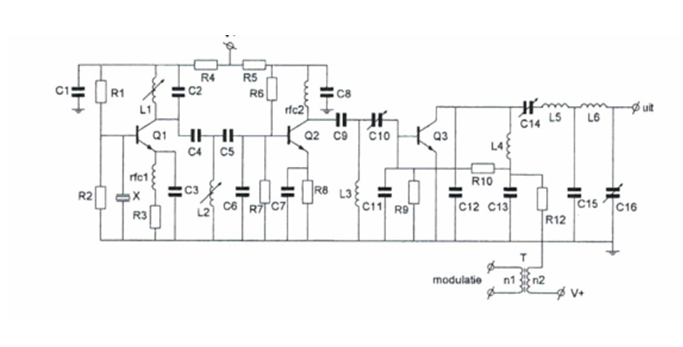 V+
R4 R5
C1 R1 L1 C2 R6 rfc2 C8
Q1 C4 C5 Q2 C9 C10 Q3 C14 L5 L6 uit
L4
rfc1
R2 X R3 C3 L2 C6 R7 C7 R8 L3 C11 R9 R10 C12 C13 R12 C15 C16
T
modulatie n1 n2
V+